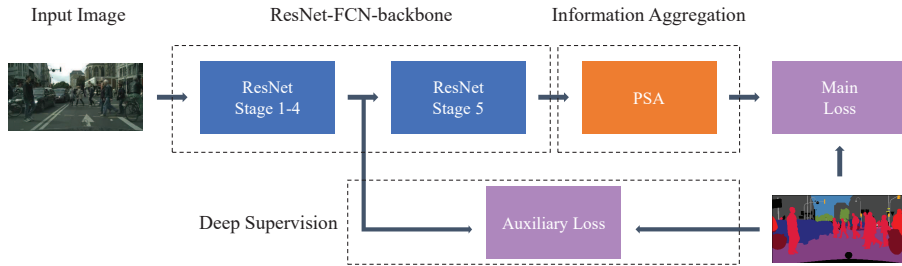 Input Image
ResNet-FCN-backbone
Information Aggregation
ResNet
Stage 1-4
ResNet
Stage 5
PSA
Main
Loss
Deep Supervision
Auxiliary Loss